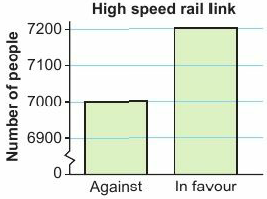 High speed rail link
Number of people
7200
7100
7000
6900
0
Against
In favour